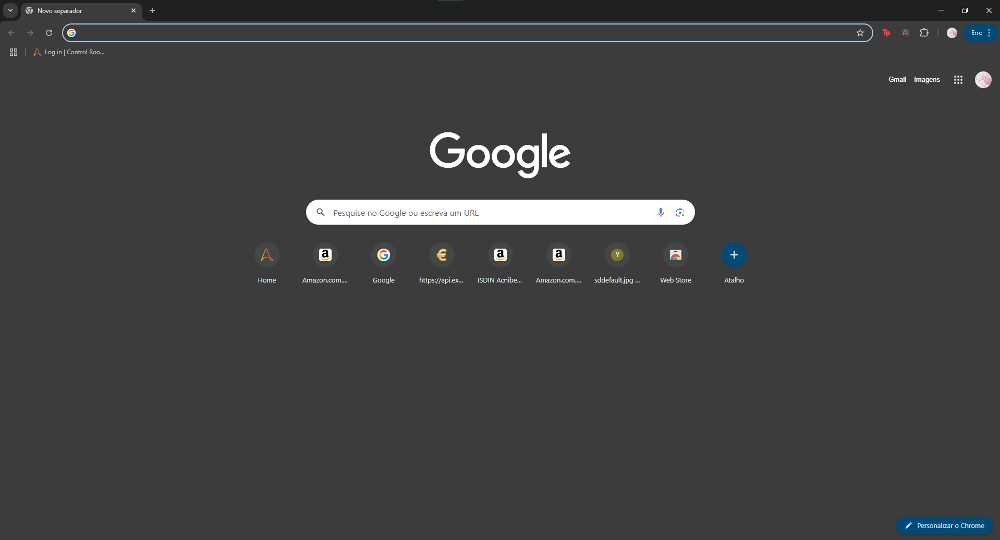 Novo separador
Erro
Log in | Control Roo...
Gmail Imagens
Google
Pesquise no Google ou escreva um URL
Home Amazon.com.... Google https://api.ex... ISDIN Acnibe... Amazon.com.... sddefault.jpg ... Web Store Atalho
Personalizar o Chrome